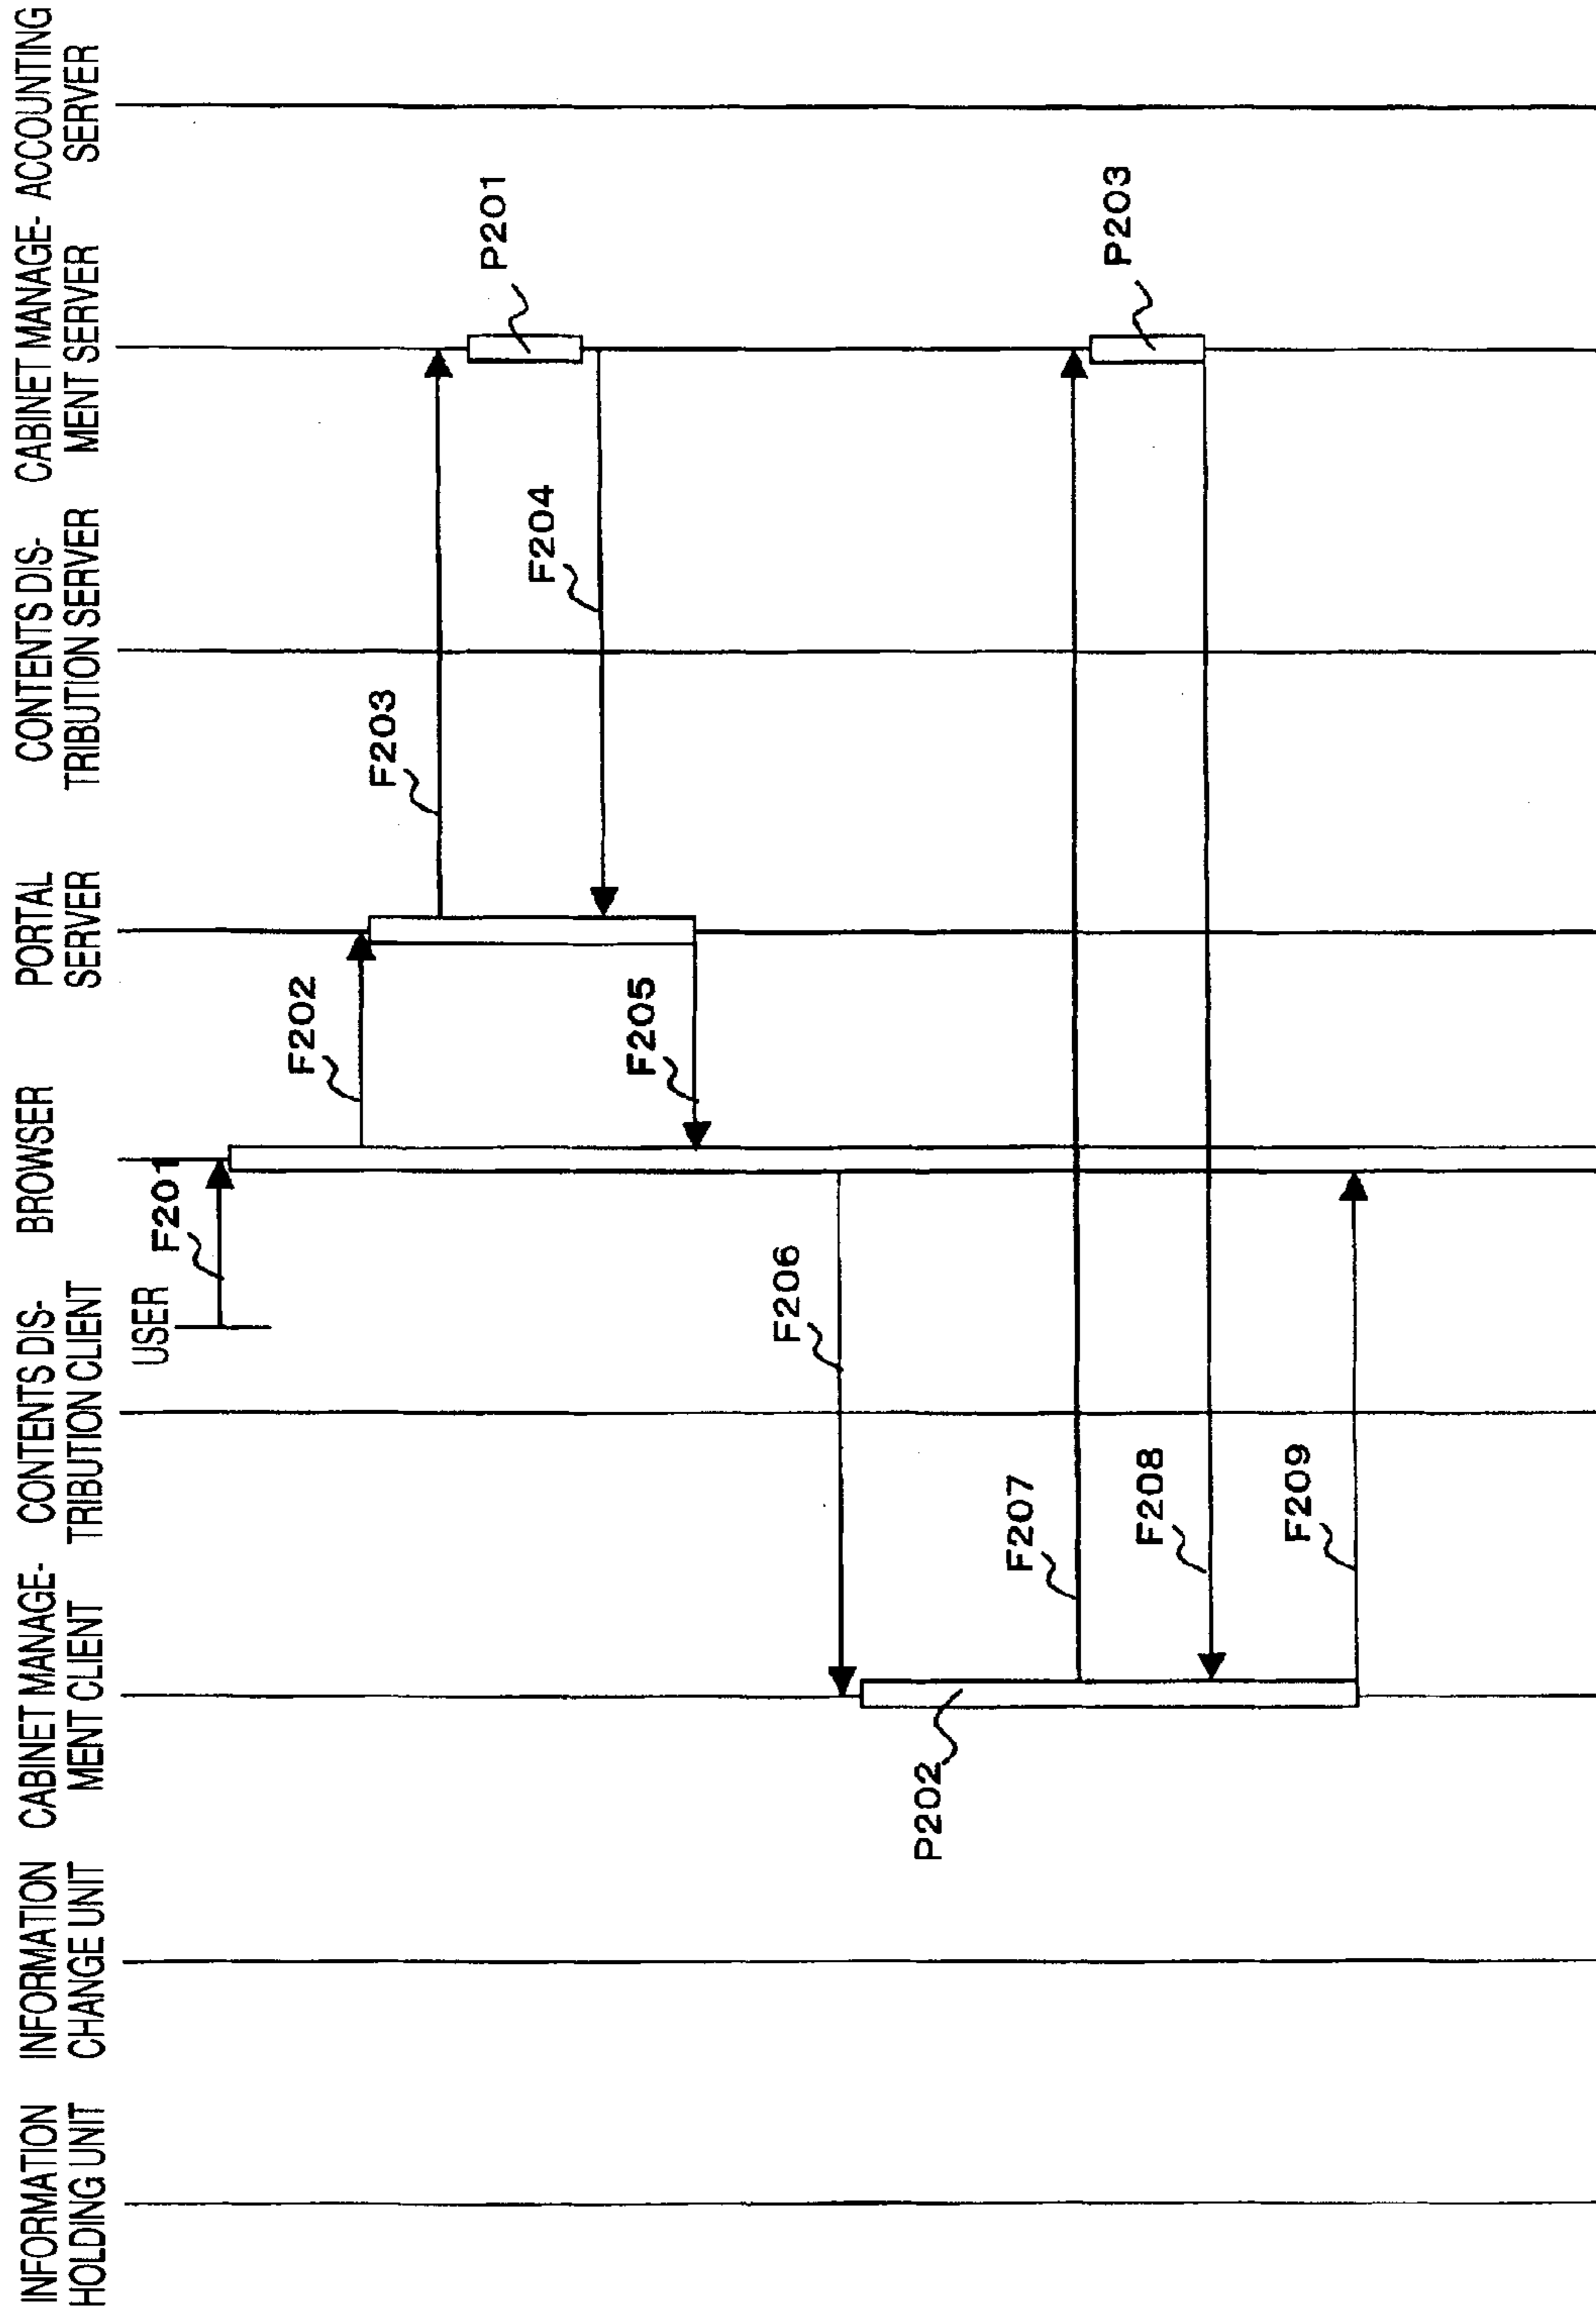 INFORMATION
HOLDING UNIT
INFORMATION
CHANGE UNIT
CABINET MANAGE-
MENT CLIENT
CONTENTS DIS-
TRIBUTION CLIENT
BROWSER
PORTAL
SERVER
CONTENTS DIS-
TRIBUTION SERVER
CABINET MANAGE-
MENT SERVER
ACCOUNTING
SERVER
USER
F201
F202
F203
P201
F204
F205
F206
P202
F207
P203
F208
F209